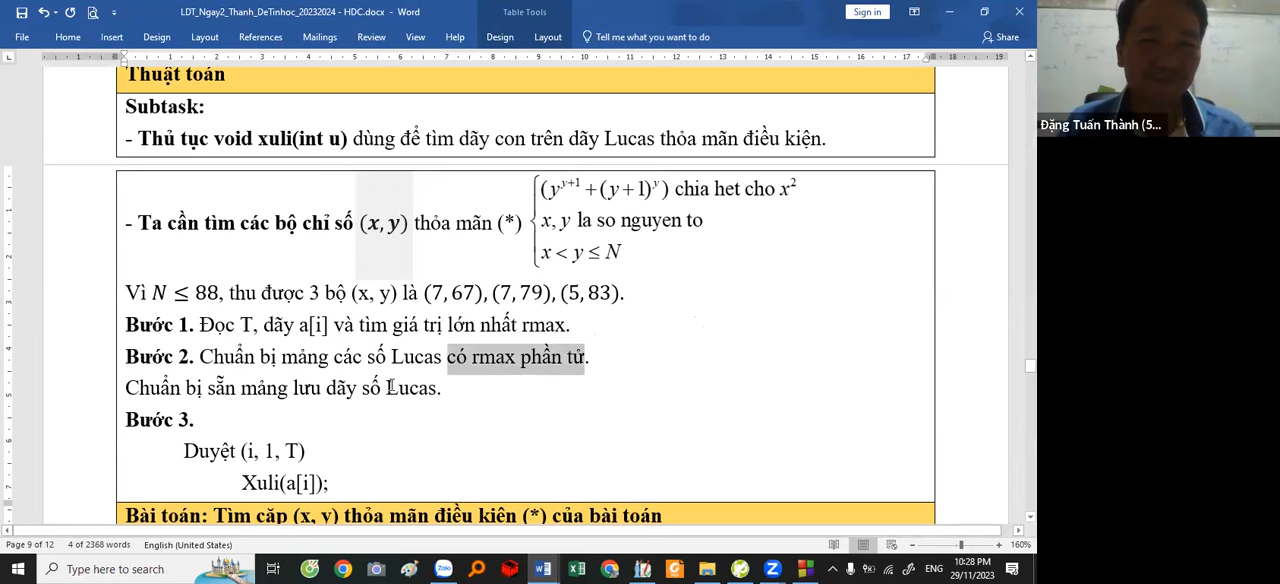 LDT_Ngay2_Thanh_DeTinhoc_20232024 - HDC.docx - Word
Table Tools
Sign in
File Home Insert Design Layout References Mailings Review View Help Design Layout Tell me what you want to do Share
Thuật toán
Subtask:
- Thủ tục void xuli(int u) dùng để tìm dãy con trên dãy Lucas thỏa mãn điều kiện.
- Ta cần tìm các bộ chỉ số (x, y) thỏa mãn (*) { (y^{y+1} + (y+1)^y) chia het cho x²
x, y la so nguyen to
x < y ≤ N
Vì N ≤ 88, thu được 3 bộ (x, y) là (7, 67), (7, 79), (5, 83).
Bước 1. Đọc T, dãy a[i] và tìm giá trị lớn nhất rmax.
Bước 2. Chuẩn bị mảng các số Lucas có rmax phần tử.
Chuẩn bị sẵn mảng lưu dãy số Lucas.
Bước 3.
Duyệt (i, 1, T)
Xuli(a[i]);
Bài toán: Tìm cặp (x, y) thỏa mãn điều kiện (*) của bài toán
Page 9 of 12 4 of 2368 words English (United States) 160%
Type here to search
ENG
10:28 PM
29/11/2023
Đặng Tuấn Thành (5...